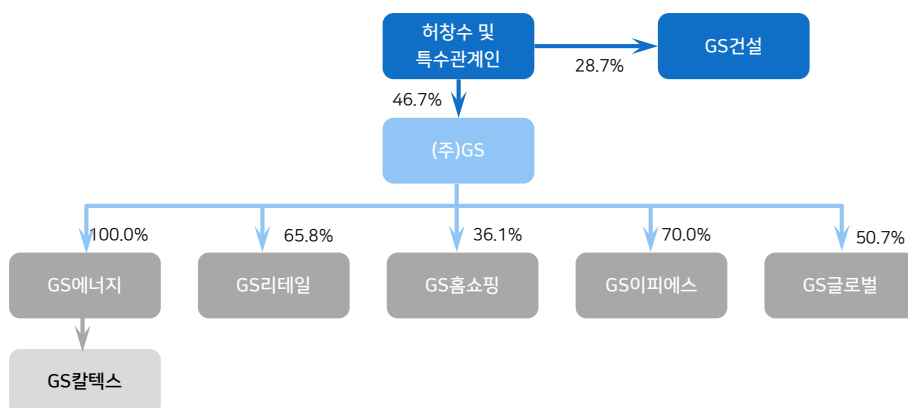 허창수 및
특수관계인
GS건설
28.7%
46.7%
(주)GS
100.0%
65.8%
36.1%
70.0%
50.7%
GS에너지
GS리테일
GS홈쇼핑
GS이피에스
GS글로벌
GS칼텍스